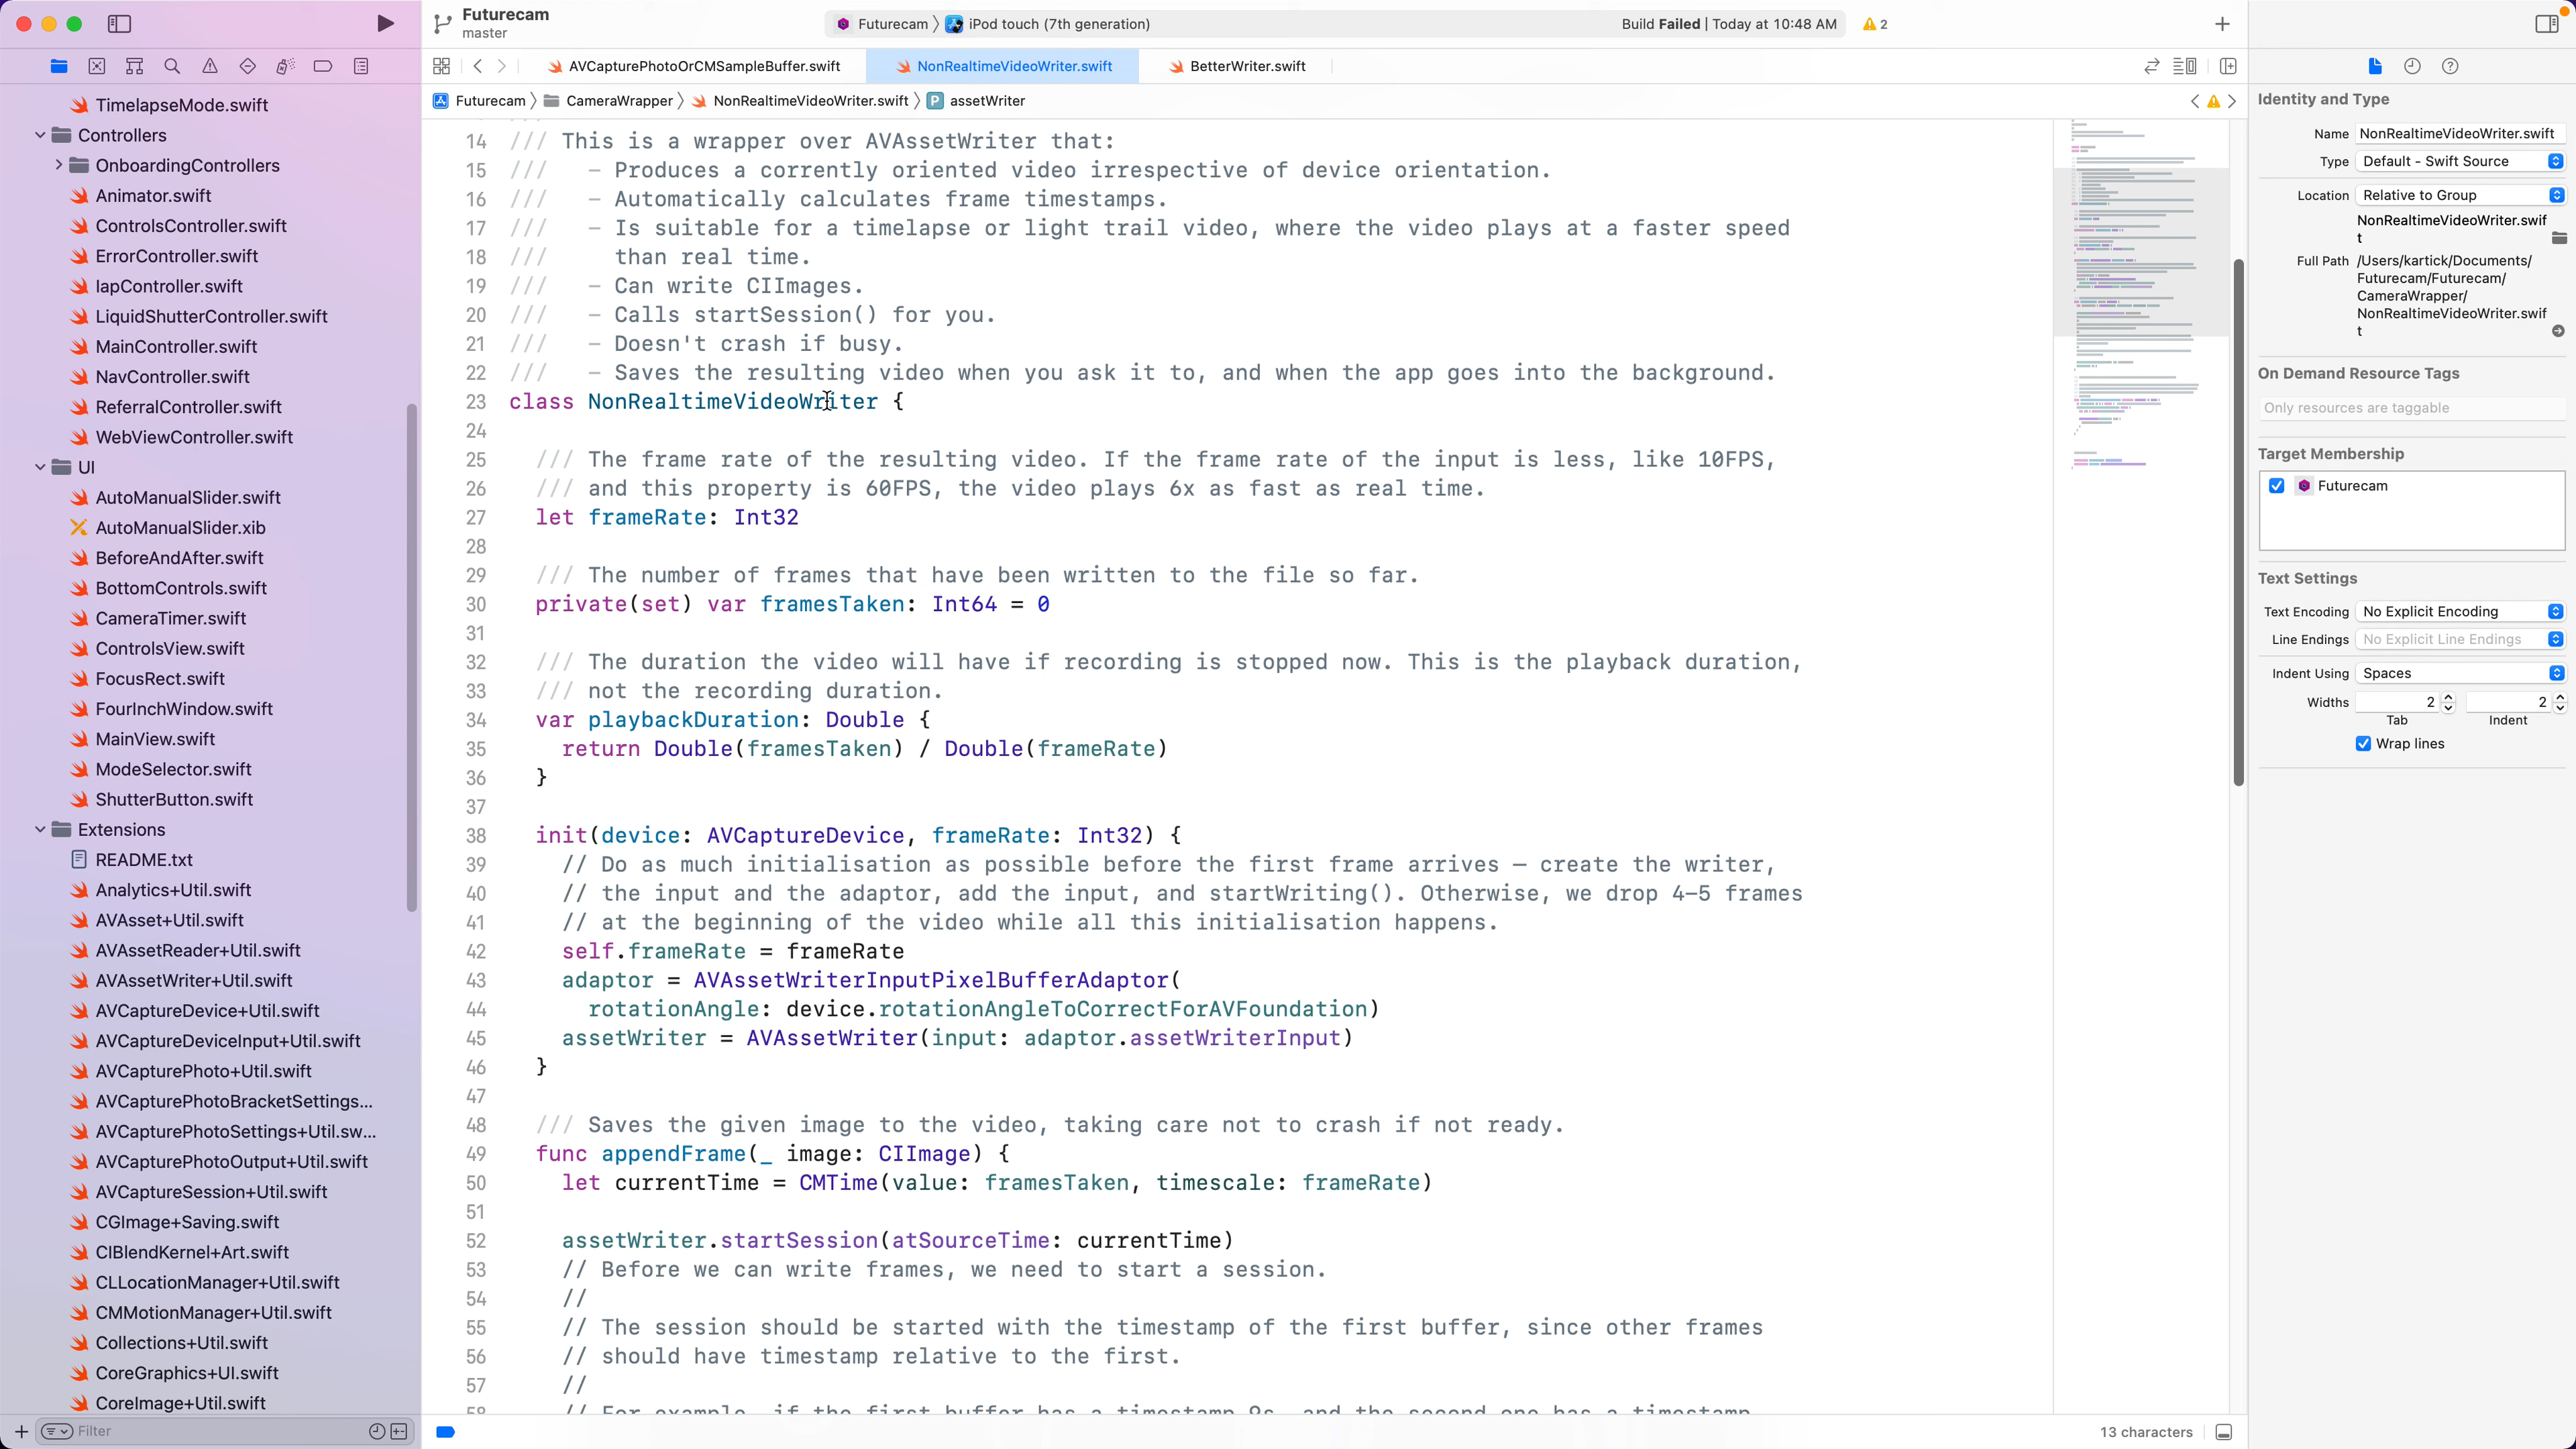 Futurecam
master
Futurecam
iPod touch (7th generation)
Build Failed | Today at 10:48 AM
2
AVCapturePhotoOrCMSampleBuffer.swift
NonRealtimeVideoWriter.swift
BetterWriter.swift
Futurecam
CameraWrapper
NonRealtimeVideoWriter.swift
P
assetWriter
TimelapseMode.swift
Controllers
OnboardingControllers
Animator.swift
ControlsController.swift
ErrorController.swift
IapController.swift
LiquidShutterController.swift
MainController.swift
NavController.swift
ReferralController.swift
WebViewController.swift
UI
AutoManualSlider.swift
AutoManualSlider.xib
BeforeAndAfter.swift
BottomControls.swift
CameraTimer.swift
ControlsView.swift
FocusRect.swift
FourInchWindow.swift
MainView.swift
ModeSelector.swift
ShutterButton.swift
Extensions
README.txt
Analytics+Util.swift
AVAsset+Util.swift
AVAssetReader+Util.swift
AVAssetWriter+Util.swift
AVCaptureDevice+Util.swift
AVCaptureDeviceInput+Util.swift
AVCapturePhoto+Util.swift
AVCapturePhotoBracketSettings...
AVCapturePhotoSettings+Util.sw...
AVCapturePhotoOutput+Util.swift
AVCaptureSession+Util.swift
CGImage+Saving.swift
CIBlendKernel+Art.swift
CLLocationManager+Util.swift
CMMotionManager+Util.swift
Collections+Util.swift
CoreGraphics+UI.swift
CoreImage+Util.swift
Filter
14 /// This is a wrapper over AVAssetWriter that:
15 /// – Produces a corrently oriented video irrespective of device orientation.
16 /// – Automatically calculates frame timestamps.
17 /// – Is suitable for a timelapse or light trail video, where the video plays at a faster speed
18 /// than real time.
19 /// – Can write CIImages.
20 /// – Calls startSession() for you.
21 /// – Doesn't crash if busy.
22 /// – Saves the resulting video when you ask it to, and when the app goes into the background.
23 class NonRealtimeVideoWriter {
24
25 /// The frame rate of the resulting video. If the frame rate of the input is less, like 10FPS,
26 /// and this property is 60FPS, the video plays 6x as fast as real time.
27 let frameRate: Int32
28
29 /// The number of frames that have been written to the file so far.
30 private(set) var framesTaken: Int64 = 0
31
32 /// The duration the video will have if recording is stopped now. This is the playback duration,
33 /// not the recording duration.
34 var playbackDuration: Double {
35 return Double(framesTaken) / Double(frameRate)
36 }
37
38 init(device: AVCaptureDevice, frameRate: Int32) {
39 // Do as much initialisation as possible before the first frame arrives — create the writer,
40 // the input and the adaptor, add the input, and startWriting(). Otherwise, we drop 4–5 frames
41 // at the beginning of the video while all this initialisation happens.
42 self.frameRate = frameRate
43 adaptor = AVAssetWriterInputPixelBufferAdaptor(
44 rotationAngle: device.rotationAngleToCorrectForAVFoundation)
45 assetWriter = AVAssetWriter(input: adaptor.assetWriterInput)
46 }
47
48 /// Saves the given image to the video, taking care not to crash if not ready.
49 func appendFrame(_ image: CIImage) {
50 let currentTime = CMTime(value: framesTaken, timescale: frameRate)
51
52 assetWriter.startSession(atSourceTime: currentTime)
53 // Before we can write frames, we need to start a session.
54 //
55 // The session should be started with the timestamp of the first buffer, since other frames
56 // should have timestamp relative to the first.
57 //
58 // For example, if the first buffer has a timestamp 9s, and the second one has a timestamp
13 characters
Identity and Type
Name NonRealtimeVideoWriter.swift
Type Default - Swift Source
Location Relative to Group
NonRealtimeVideoWriter.swif
t
Full Path /Users/kartick/Documents/
Futurecam/Futurecam/
CameraWrapper/
NonRealtimeVideoWriter.swif
t
On Demand Resource Tags
Only resources are taggable
Target Membership
Futurecam
Text Settings
Text Encoding No Explicit Encoding
Line Endings No Explicit Line Endings
Indent Using Spaces
Widths 2 2
Tab Indent
Wrap lines